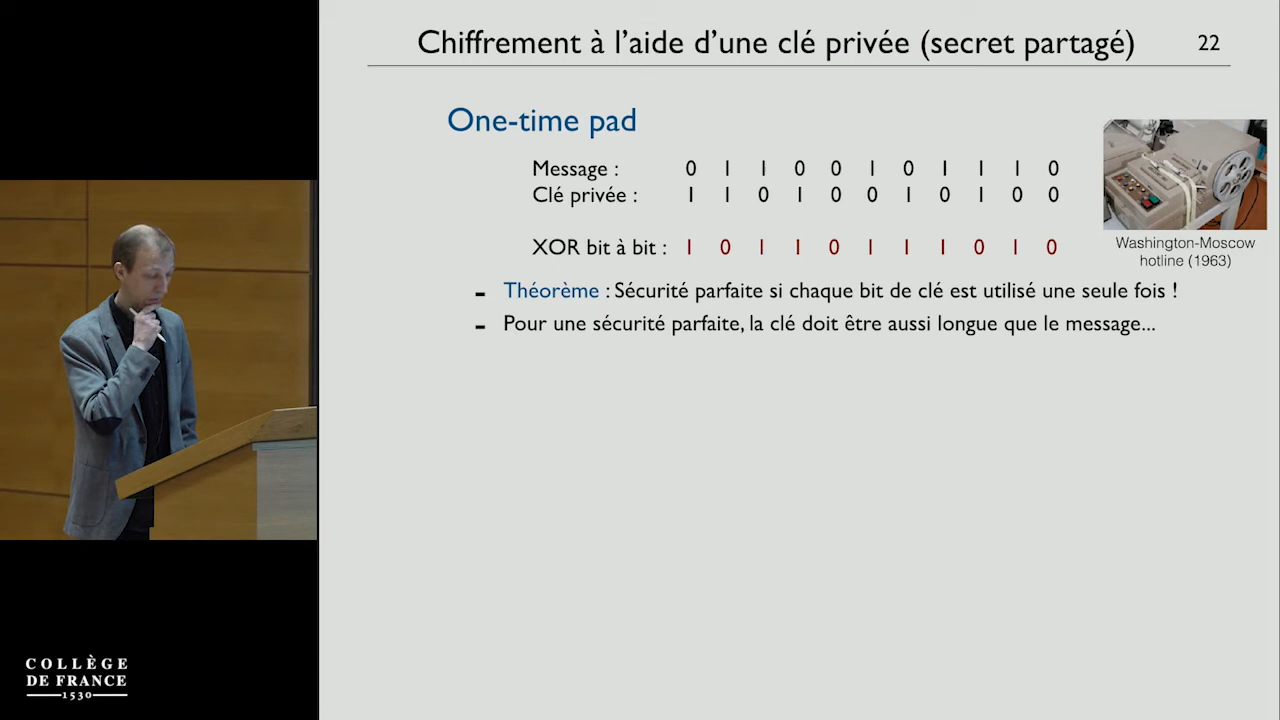 Chiffrement à l'aide d'une clé privée (secret partagé) 22
One-time pad
Message : 0 1 1 0 0 1 0 1 1 1 0
Clé privée : 1 1 0 1 0 0 1 0 1 0 0
XOR bit à bit : 1 0 1 1 0 1 1 1 0 1 0
Washington-Moscow
hotline (1963)
- Théorème : Sécurité parfaite si chaque bit de clé est utilisé une seule fois !
- Pour une sécurité parfaite, la clé doit être aussi longue que le message...
COLLÈGE
DE FRANCE
1530